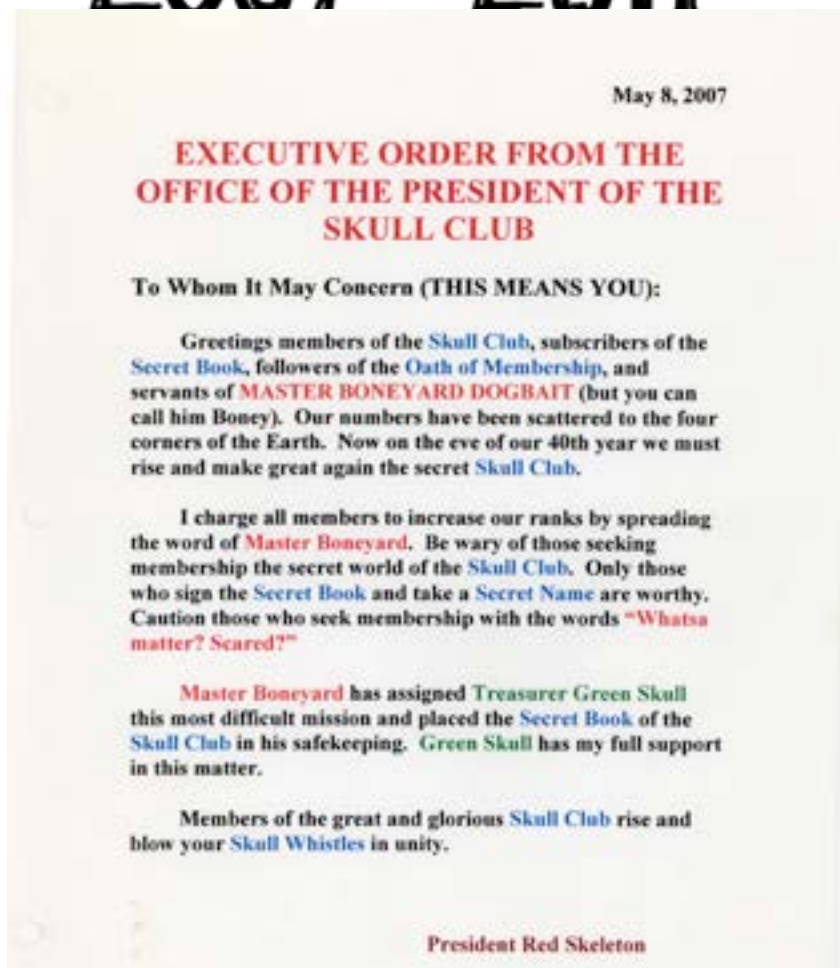 May 8, 2007
EXECUTIVE ORDER FROM THE
OFFICE OF THE PRESIDENT OF THE
SKULL CLUB
To Whom It May Concern (THIS MEANS YOU):
Greetings members of the Skull Club, subscribers of the
Secret Book, followers of the Oath of Membership, and
servants of MASTER BONEYARD DOGBAIT (but you can
call him Boney). Our numbers have been scattered to the four
corners of the Earth. Now on the eve of our 40th year we must
rise and make great again the secret Skull Club.
I charge all members to increase our ranks by spreading
the word of Master Boneyard. Be wary of those seeking
membership the secret world of the Skull Club. Only those
who sign the Secret Book and take a Secret Name are worthy.
Caution those who seek membership with the words "Whatsa
matter? Scared?"
Master Boneyard has assigned Treasurer Green Skull
this most difficult mission and placed the Secret Book of the
Skull Club in his safekeeping. Green Skull has my full support
in this matter.
Members of the great and glorious Skull Club rise and
blow your Skull Whistles in unity.
President Red Skeleton